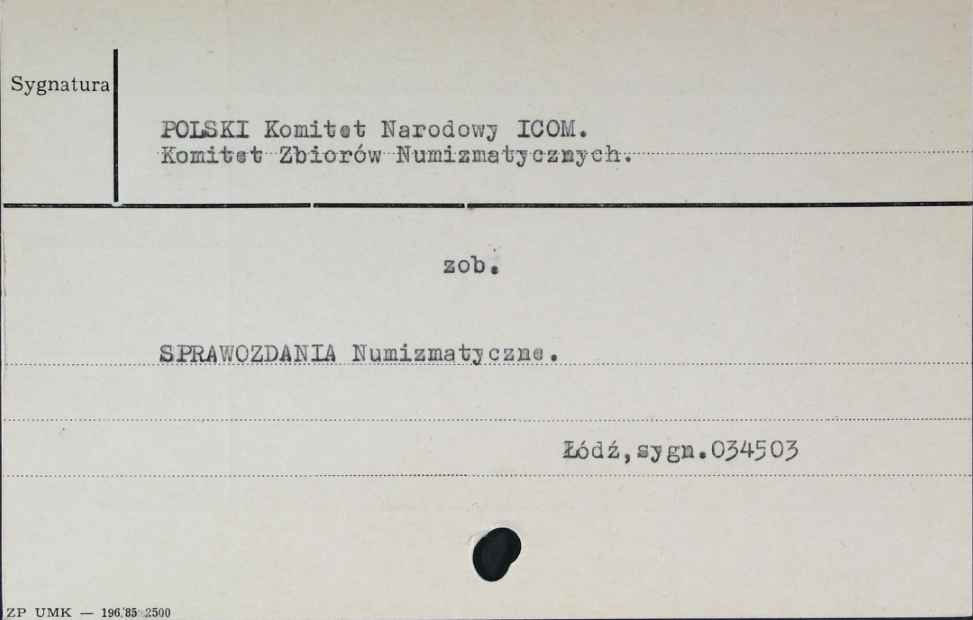 Sygnatura
POLSKI Komitet Narodowy ICOM.
Komitet Zbiorów Numizmatycznych.
zob.
SPRAWOZDANIA Numizmatyczne.
Łódź,sygn.034503
ZP UMK — 196/85 2500